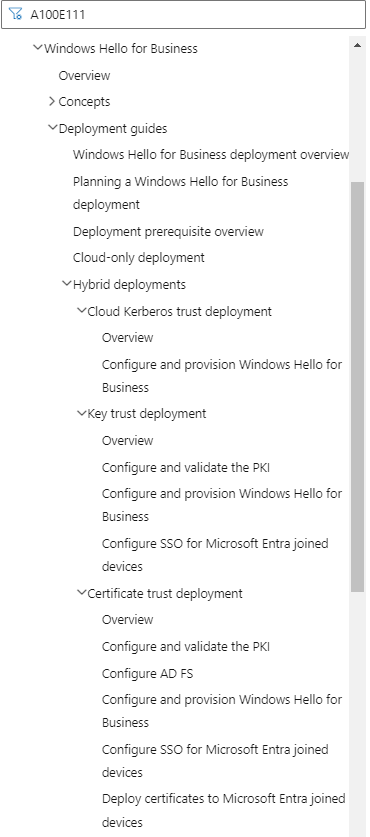 A100E111
Windows Hello for Business
Overview
Concepts
Deployment guides
Windows Hello for Business deployment overview
Planning a Windows Hello for Business
deployment
Deployment prerequisite overview
Cloud-only deployment
Hybrid deployments
Cloud Kerberos trust deployment
Overview
Configure and provision Windows Hello for
Business
Key trust deployment
Overview
Configure and validate the PKI
Configure and provision Windows Hello for
Business
Configure SSO for Microsoft Entra joined
devices
Certificate trust deployment
Overview
Configure and validate the PKI
Configure AD FS
Configure and provision Windows Hello for
Business
Configure SSO for Microsoft Entra joined
devices
Deploy certificates to Microsoft Entra joined
devices